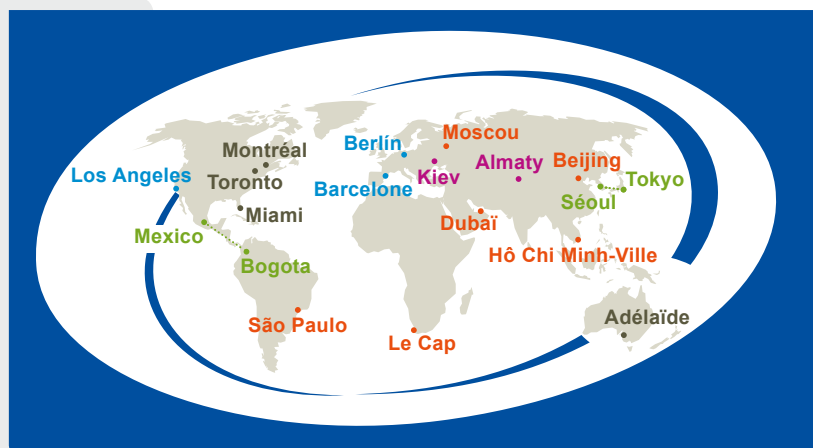 Moscou
Berlín
Montréal
Almaty
Beijing
Los Angeles
Toronto
Kiev
Tokyo
Barcelone
Séoul
Miami
Dubaï
Mexico
Hô Chi Minh-Ville
Bogota
Adélaïde
São Paulo
Le Cap